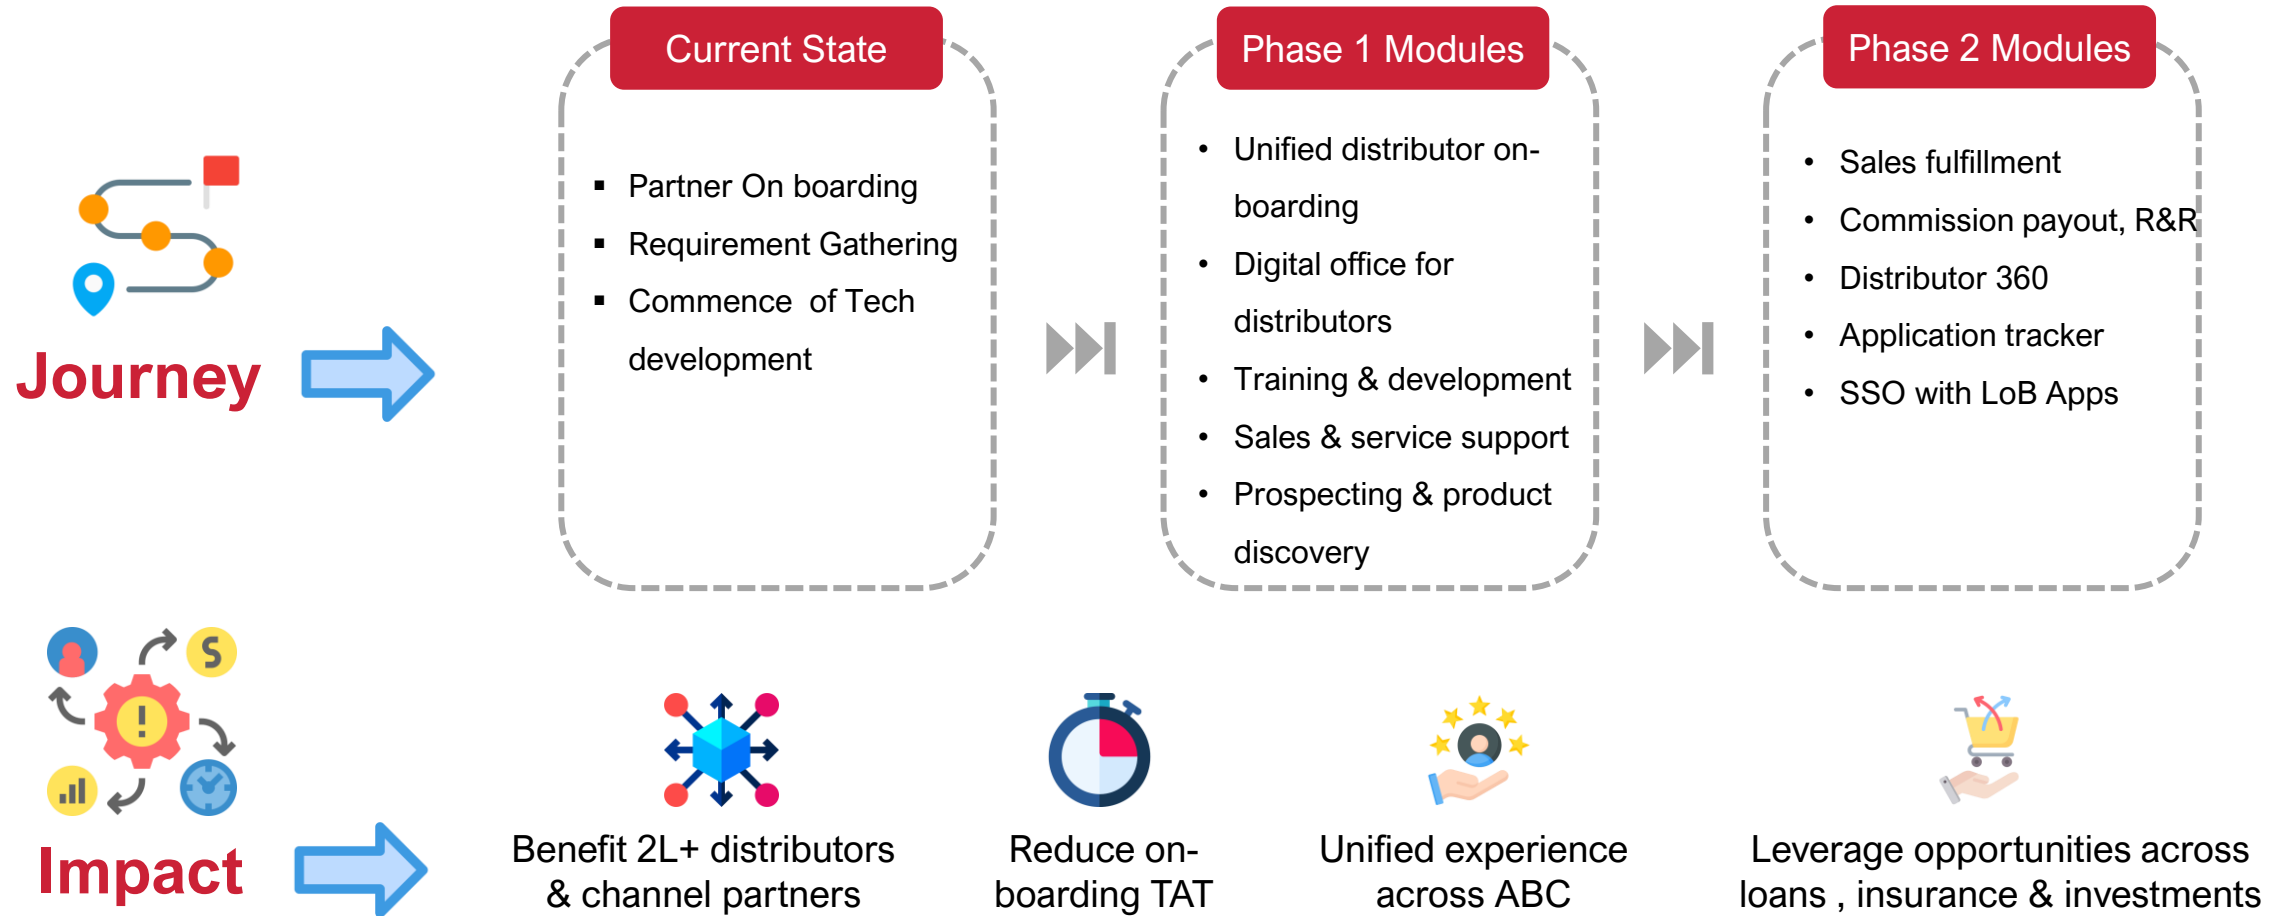 Current State
Phase 1 Modules
Phase 2 Modules
Journey
▪ Partner On boarding
▪ Requirement Gathering
▪ Commence of Tech
development
• Unified distributor on-
boarding
• Digital office for
distributors
• Training & development
• Sales & service support
• Prospecting & product
discovery
• Sales fulfillment
• Commission payout, R&R
• Distributor 360
• Application tracker
• SSO with LoB Apps
Impact
Benefit 2L+ distributors
& channel partners
Reduce on-
boarding TAT
Unified experience
across ABC
Leverage opportunities across
loans , insurance & investments